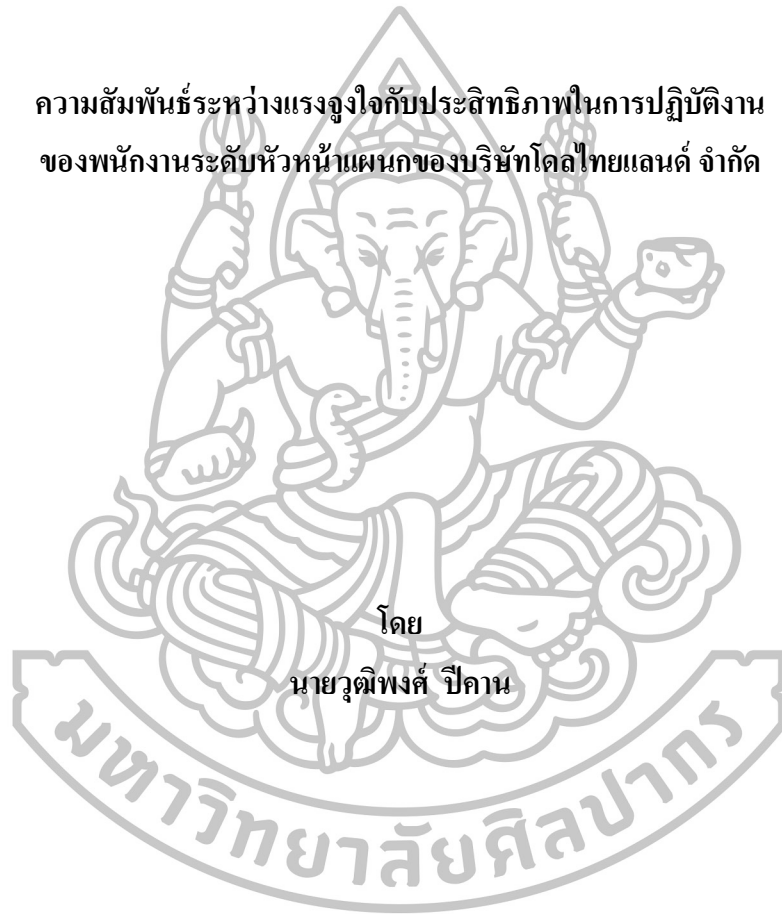 ความสัมพันธ์ระหว่างแรงจูงใจกับประสิทธิภาพในการปฏิบัติงาน
ของพนักงานระดับหัวหน้าแผนกของบริษัทโดลไทยแลนด์ จำกัด
โดย
นายวุฒิพงศ์ ปีคาน
มหาวิทยาลัยศิลปากร